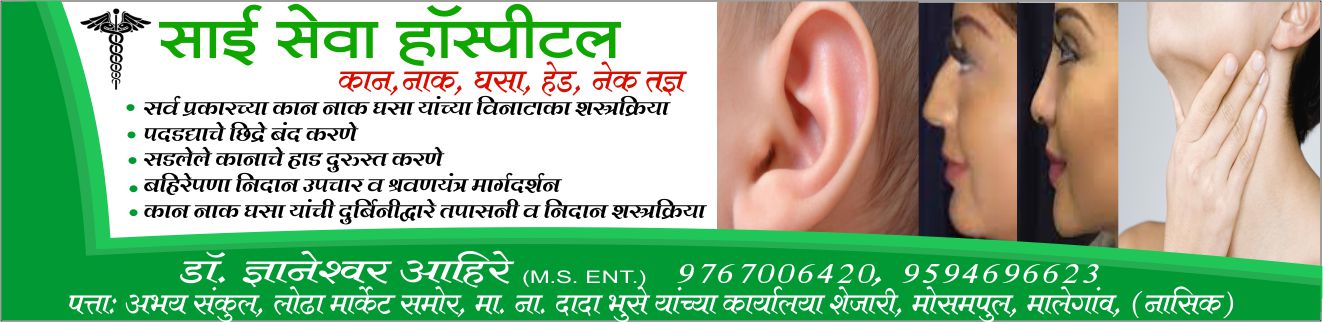 साई सेवा हॉस्पीटल
कान,नाक, घसा, हेड, नेक तज्ञ
• सर्व प्रकारच्या कान नाक घसा यांच्या विनाटाका शस्त्रक्रिया
• पदडद्याचे छिद्रे बंद करणे
• सडलेले कानाचे हाड दुरुस्त करणे
• बहिरेपणा निदान उपचार व श्रवणयंत्र मार्गदर्शन
• कान नाक घसा यांची दुर्बिनीद्वारे तपासनी व निदान शस्त्रक्रिया
डॉ. ज्ञानेश्वर आहिरे (M.S. ENT.) 9767006420, 9594696623
पत्ताः अभय संकुल, लोढा मार्केट समोर, मा. ना. दादा भुसे यांच्या कार्यालया शेजारी, मोसमपुल, मालेगांव, (नासिक)